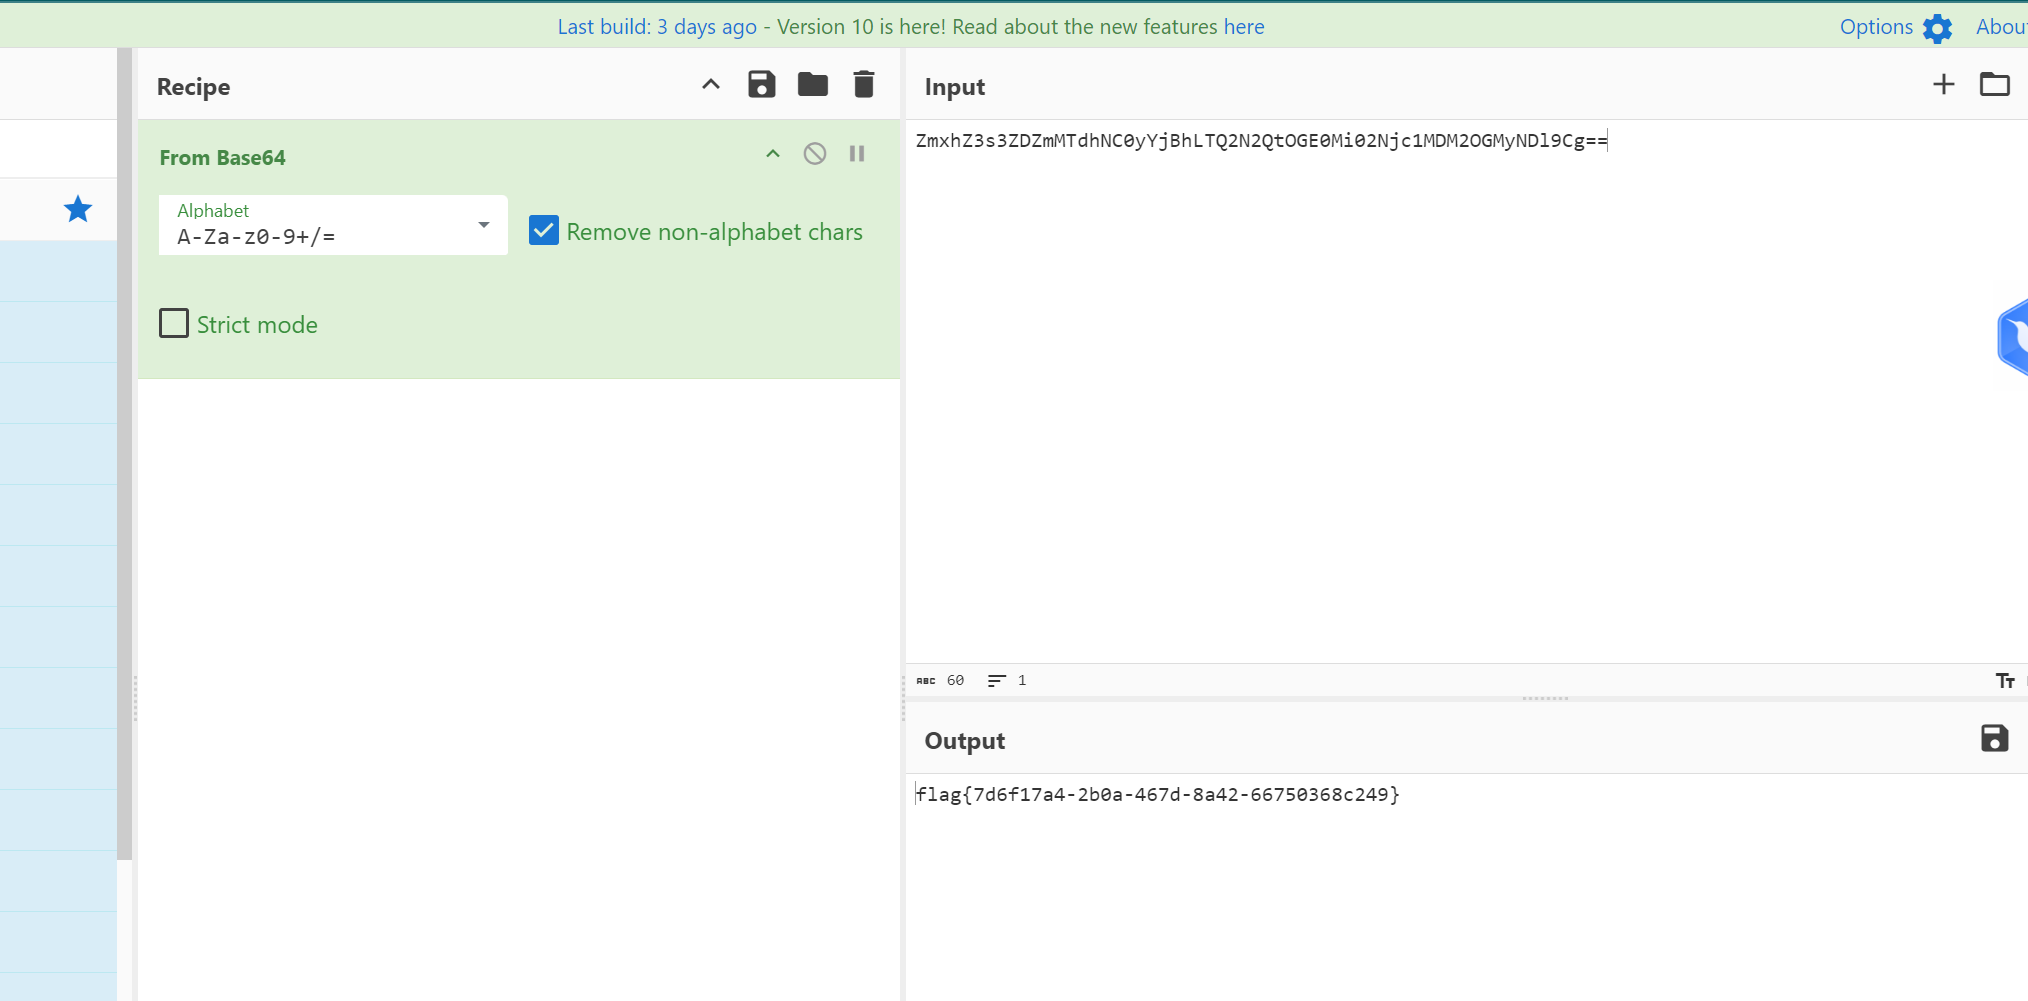 Last build: 3 days ago - Version 10 is here! Read about the new features here
Options
Abou
Recipe
From Base64
Alphabet
A-Za-z0-9+/=
Remove non-alphabet chars
Strict mode
Input
ZmxhZ3s3ZDZmMTdhNC0yYjBhLTQ2N2QtOGE0Mi02Njc1MDM2OGMyNDl9Cg==
ABC 60
1
Tт
Output
flag{7d6f17a4-2b0a-467d-8a42-66750368c249}